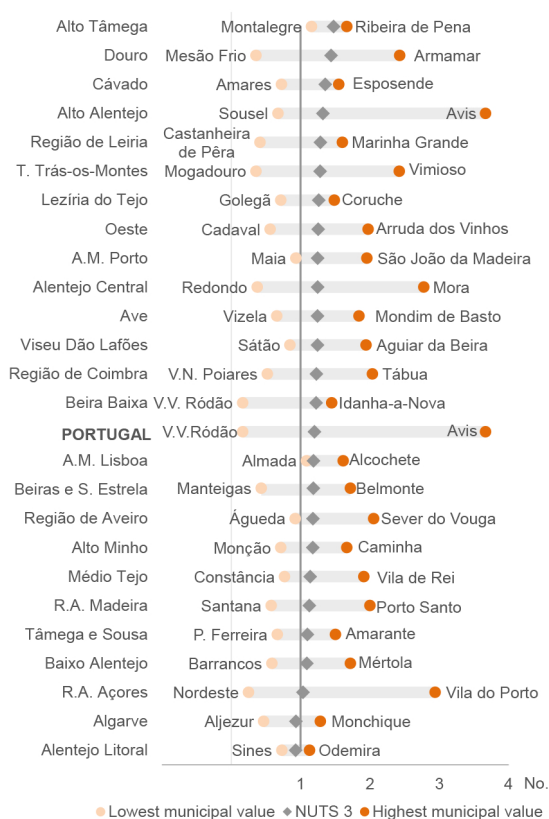 Alto Tâmega Montalegre Ribeira de Pena
Douro Mesão Frio Armamar
Cávado Amares Esposende
Alto Alentejo Sousel Avis
Região de Leiria Castanheira de Pêra Marinha Grande
T. Trás-os-Montes Mogadouro Vimioso
Lezíria do Tejo Golegã Coruche
Oeste Cadaval Arruda dos Vinhos
A.M. Porto Maia São João da Madeira
Alentejo Central Redondo Mora
Ave Vizela Mondim de Basto
Viseu Dão Lafões Sátão Aguiar da Beira
Região de Coimbra V.N. Poiares Tábua
Beira Baixa V.V. Ródão Idanha-a-Nova
PORTUGAL V.V.Ródão Avis
A.M. Lisboa Almada Alcochete
Beiras e S. Estrela Manteigas Belmonte
Região de Aveiro Águeda Sever do Vouga
Alto Minho Monção Caminha
Médio Tejo Constância Vila de Rei
R.A. Madeira Santana Porto Santo
Tâmega e Sousa P. Ferreira Amarante
Baixo Alentejo Barrancos Mértola
R.A. Açores Nordeste Vila do Porto
Algarve Aljezur Monchique
Alentejo Litoral Sines Odemira
1 2 3 4 No.
Lowest municipal value NUTS 3 Highest municipal value